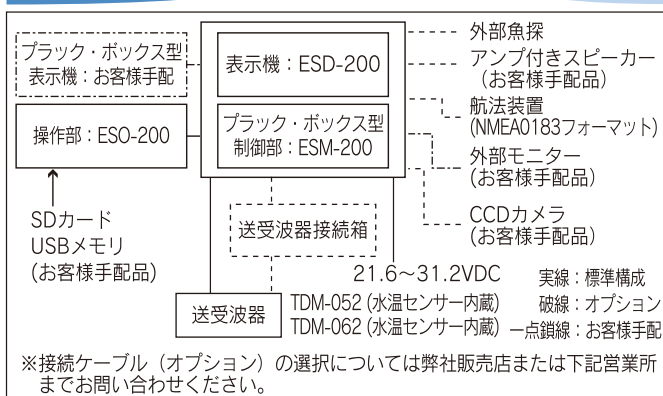 ブラック・ボックス型
表示機：お客様手配
表示機：ESD-200
操作部：ESO-200
ブラック・ボックス型
制御部：ESM-200
外部魚探
アンプ付きスピーカー
（お客様手配品）
航法装置
(NMEA0183フォーマット)
外部モニター
(お客様手配品)
CCDカメラ
(お客様手配品)
SDカード
USBメモリ
(お客様手配品)
送受波器接続箱
21.6～31.2VDC
送受波器
TDM-052 (水温センサー内蔵)
TDM-062 (水温センサー内蔵)
実線：標準構成
破線：オプション
一点鎖線：お客様手配
※接続ケーブル（オプション）の選択については弊社販売店または下記営業所
までお問い合わせください。